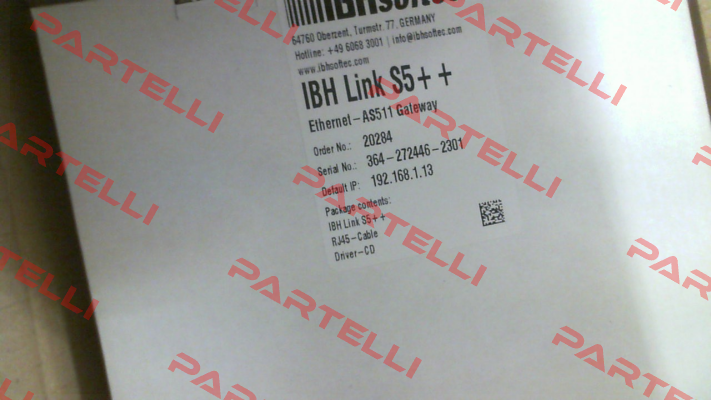 IBHsoftec
64760 Oberzent, Turmstr. 77, GERMANY
Hotline: +49 6068 3001 | info@ibhsoftec.com
www.ibhsoftec.com
IBH Link S5++
Ethernet-AS511 Gateway
Order No.: 20284
Serial No.: 364-272446-2301
Default IP: 192.168.1.13
Package contents:
IBH Link S5++
RJ45-Cable
Driver-CD
PARTELLI
PARTELLI
PARTELLI
PARTELLI
PARTELLI
PARTELLI
PARTELLI
PARTELLI
PARTELLI